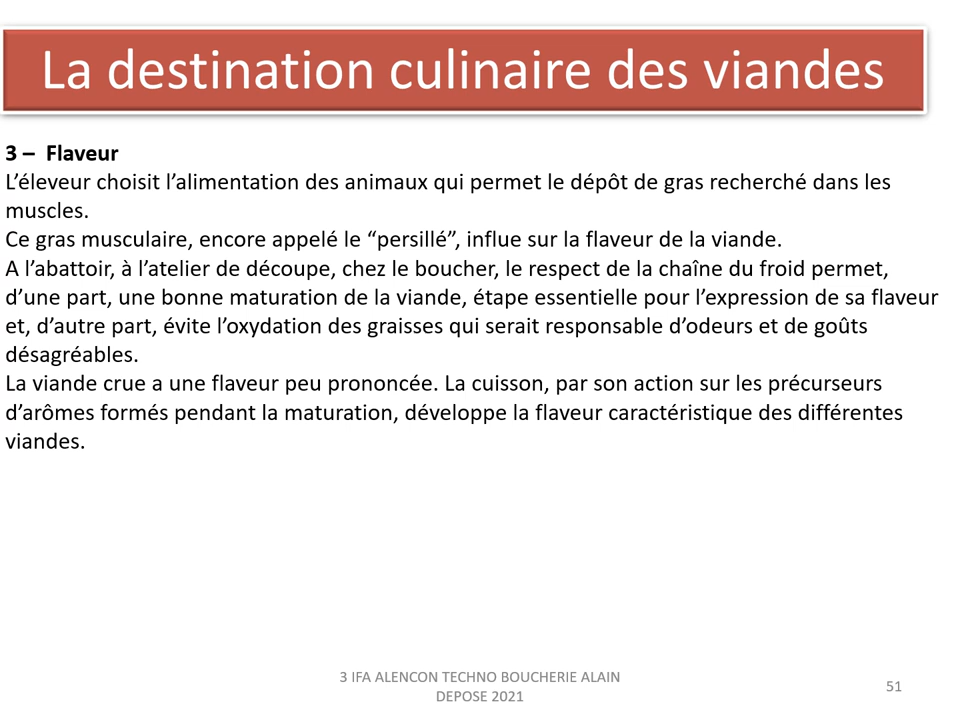 La destination culinaire des viandes
3 – Flaveur
L’éleveur choisit l’alimentation des animaux qui permet le dépôt de gras recherché dans les
muscles.
Ce gras musculaire, encore appelé le “persillé”, influe sur la flaveur de la viande.
A l’abattoir, à l’atelier de découpe, chez le boucher, le respect de la chaîne du froid permet,
d’une part, une bonne maturation de la viande, étape essentielle pour l’expression de sa flaveur
et, d’autre part, évite l’oxydation des graisses qui serait responsable d’odeurs et de goûts
désagréables.
La viande crue a une flaveur peu prononcée. La cuisson, par son action sur les précurseurs
d’arômes formés pendant la maturation, développe la flaveur caractéristique des différentes
viandes.
3 IFA ALENCON TECHNO BOUCHERIE ALAIN
DEPOSE 2021
51